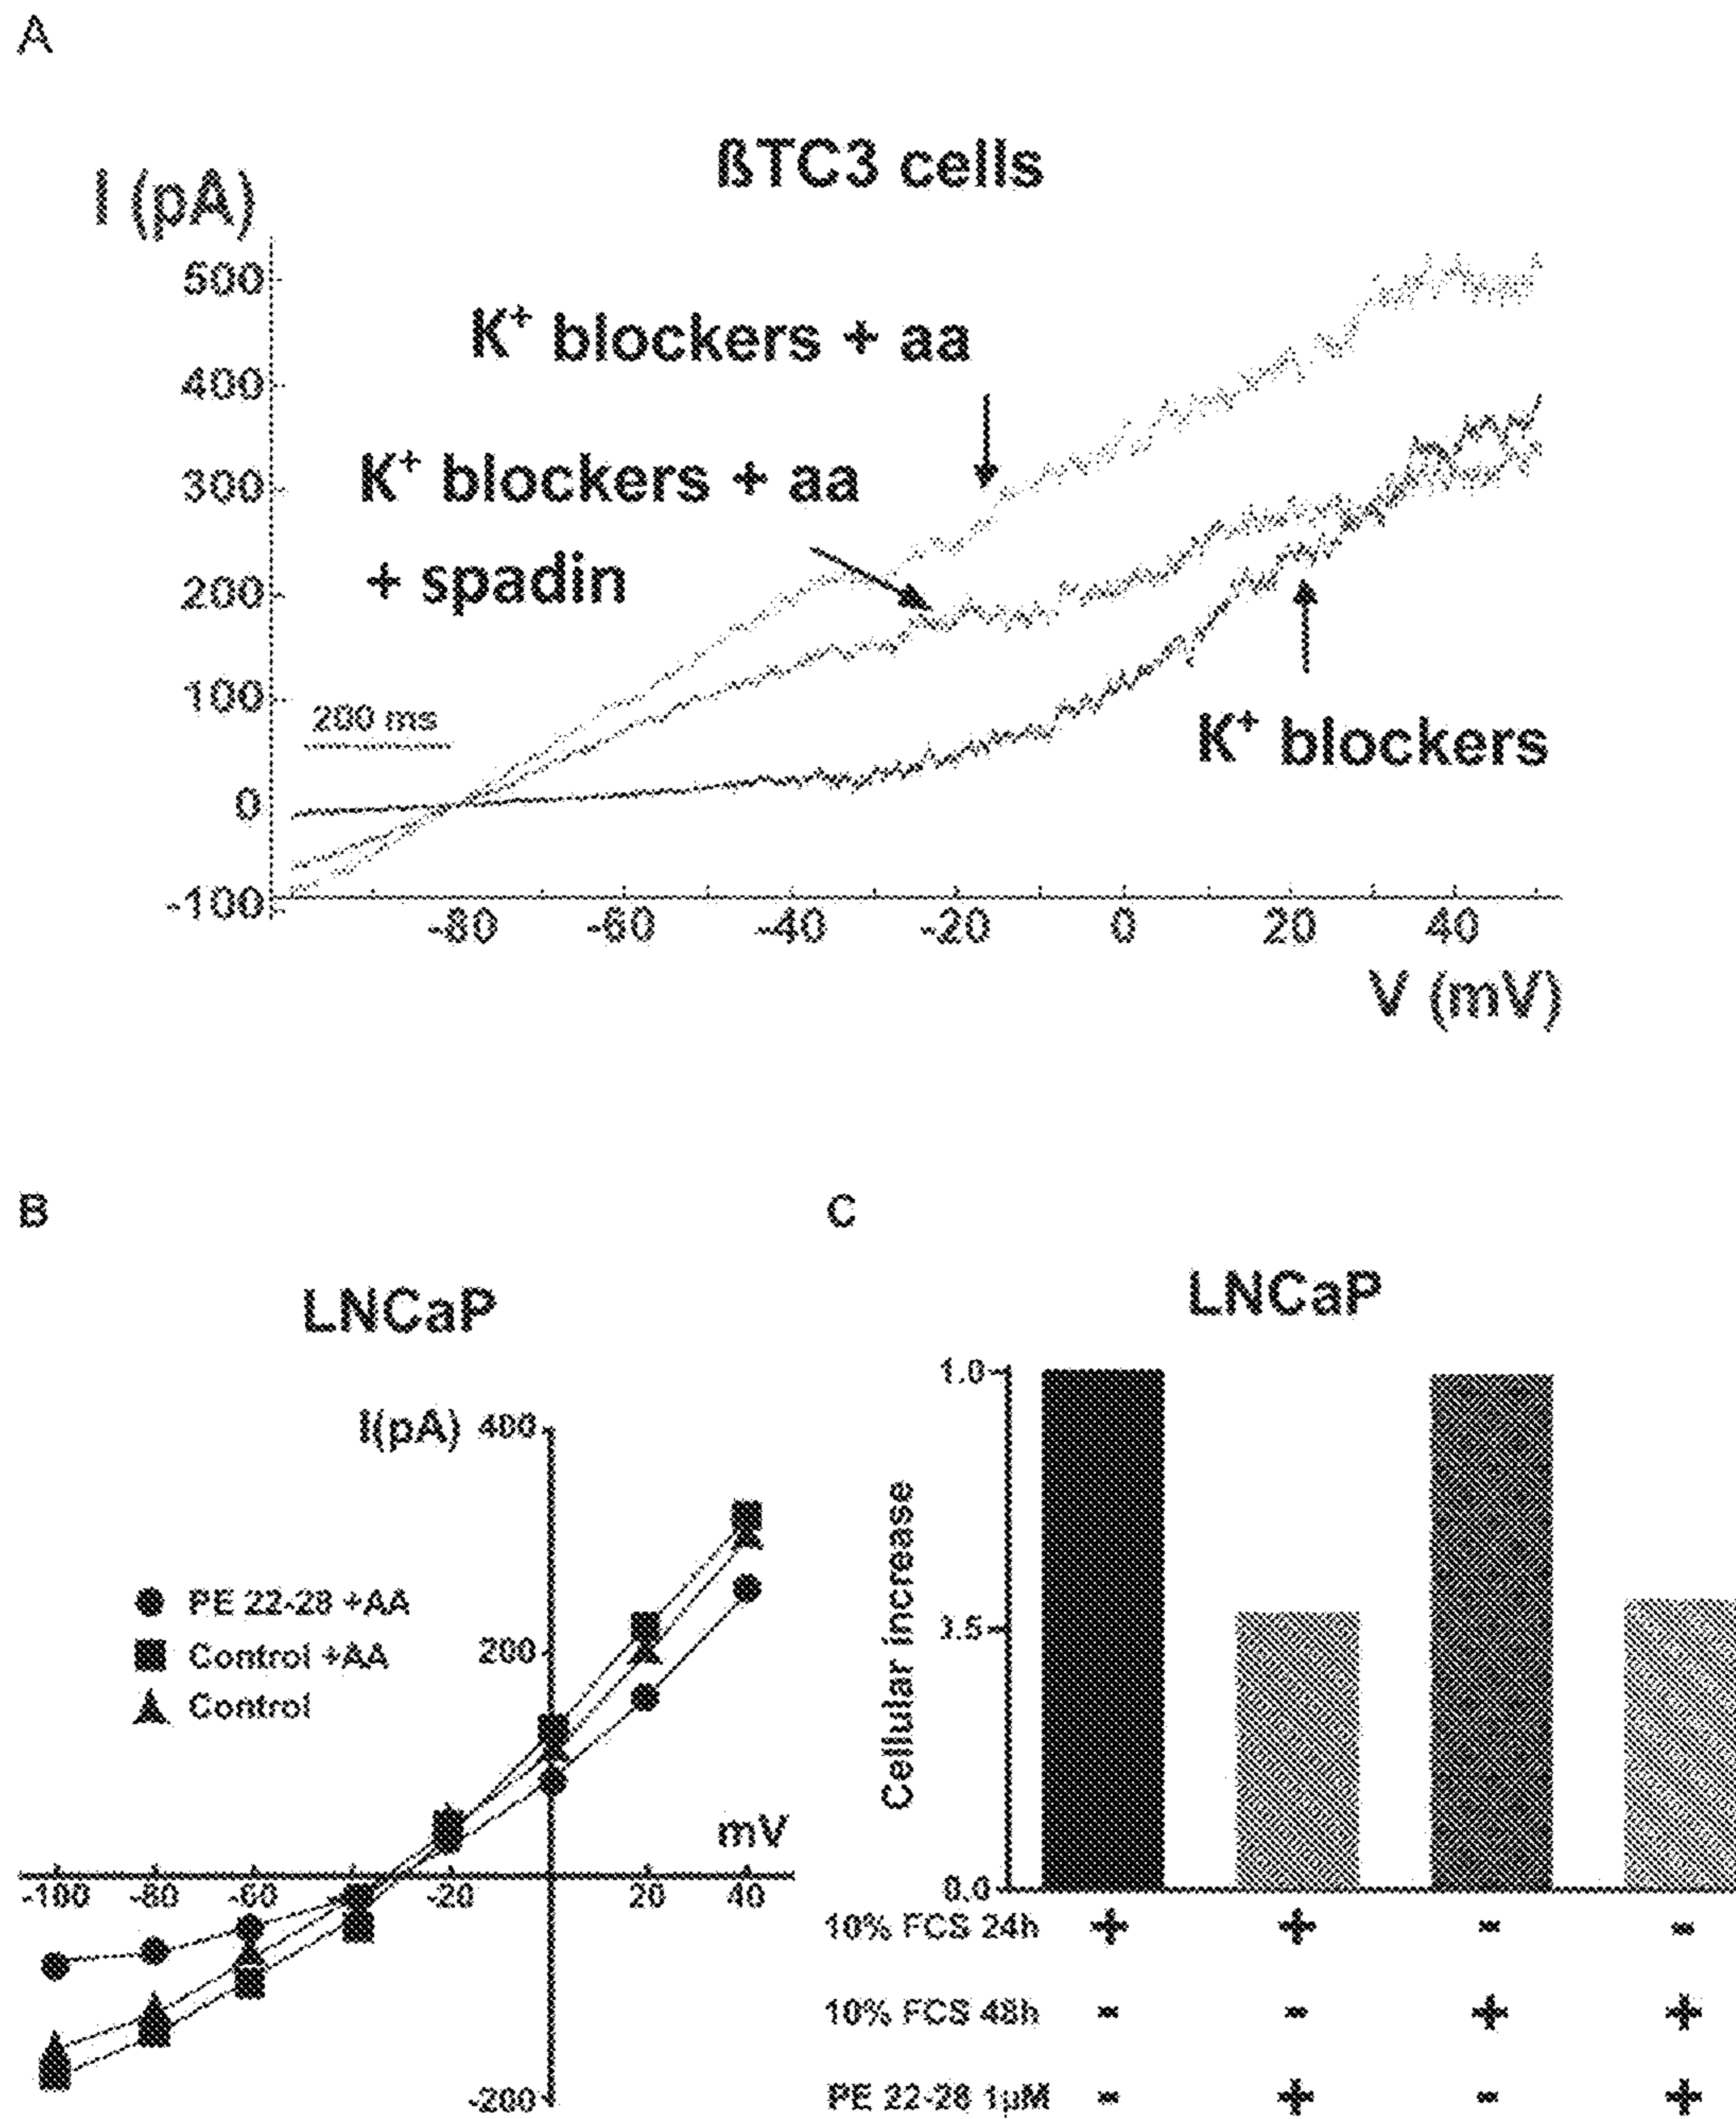 A
ßTC3 cells
I (pA)
500
400
300
200
100
0
-100
K+ blockers + aa
K+ blockers + aa
+ spadin
200 ms
K+ blockers
-80 -60 -40 -20 0 20 40
V (mV)
B
LNCaP
I(pA)
400
200
-200
PE 22-28 +AA
Control +AA
Control
mV
-100 -80 -60 -20 20 40
C
LNCaP
Cellular increase
1.0
0.0
10% FCS 24h + + - -
10% FCS 48h - - + +
PE 22-28 1µM - + - +